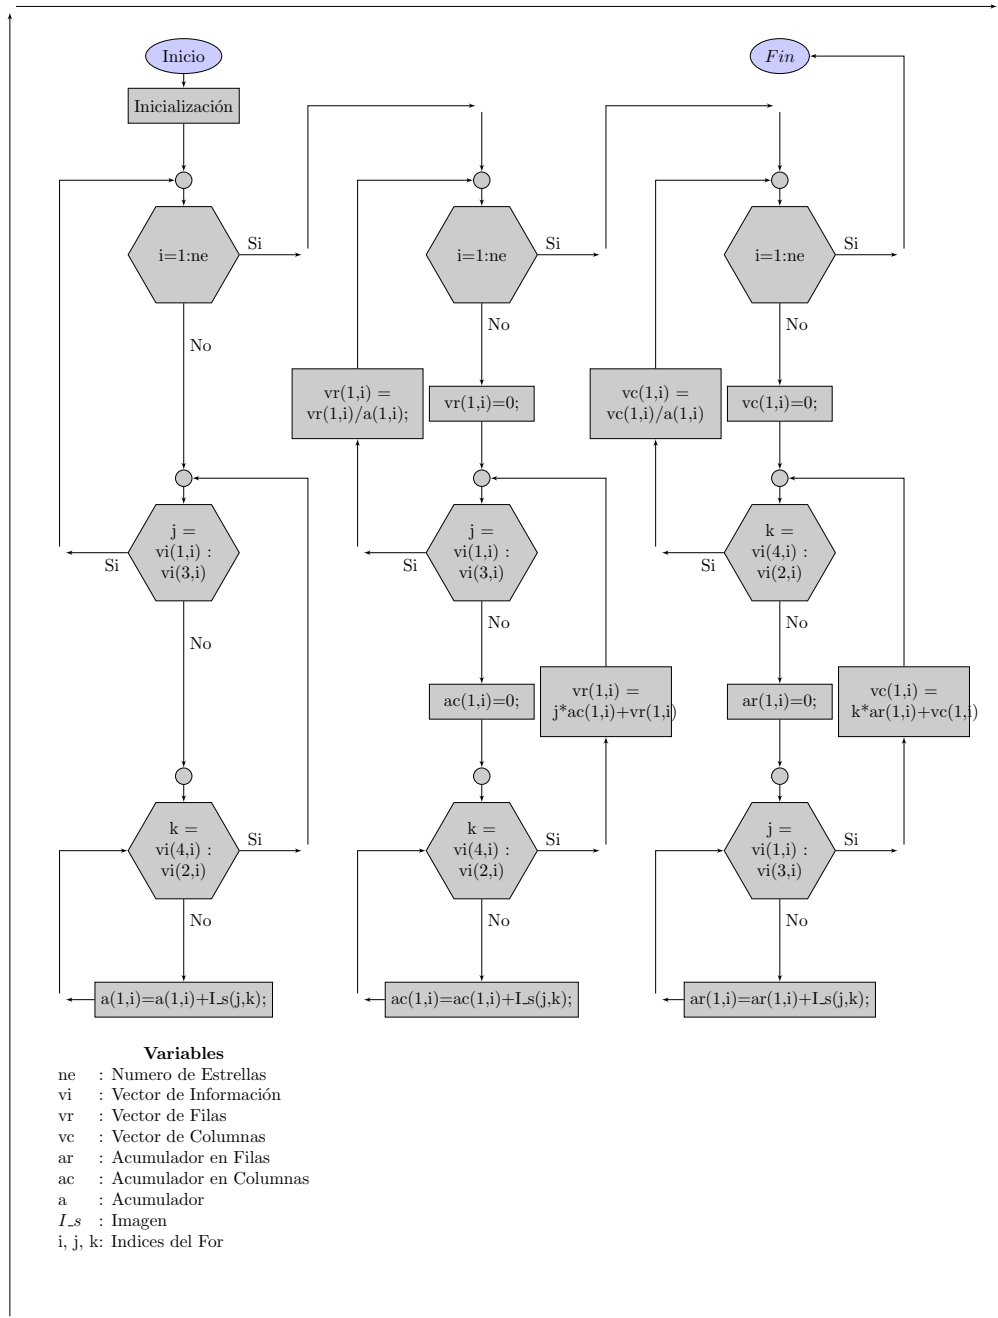 Inicio
Inicialización
i=1:ne
Si
No
j =
vi(1,i) :
vi(3,i)
Si
No
k =
vi(4,i) :
vi(2,i)
Si
No
a(1,i)=a(1,i)+I_s(j,k);
i=1:ne
Si
No
vr(1,i) =
vr(1,i)/a(1,i);
vr(1,i)=0;
j =
vi(1,i) :
vi(3,i)
Si
No
ac(1,i)=0;
vr(1,i) =
j*ac(1,i)+vr(1,i)
k =
vi(4,i) :
vi(2,i)
Si
No
ac(1,i)=ac(1,i)+I_s(j,k);
Fin
i=1:ne
Si
No
vc(1,i) =
vc(1,i)/a(1,i)
vc(1,i)=0;
k =
vi(4,i) :
vi(2,i)
Si
No
ar(1,i)=0;
vc(1,i) =
k*ar(1,i)+vc(1,i)
j =
vi(1,i) :
vi(3,i)
Si
No
ar(1,i)=ar(1,i)+I_s(j,k);
Variables
ne : Numero de Estrellas
vi : Vector de Información
vr : Vector de Filas
vc : Vector de Columnas
ar : Acumulador en Filas
ac : Acumulador en Columnas
a : Acumulador
I_s : Imagen
i, j, k: Indices del For